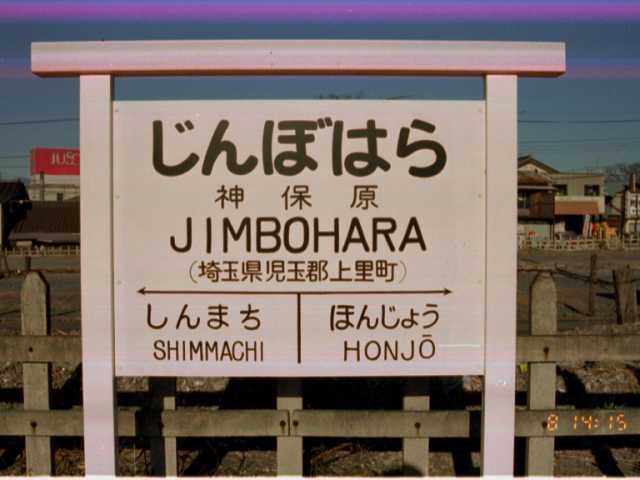 JUSCO
じんぼはら
神保原
JIMBOHARA
(埼玉県児玉郡上里町)
しんまち ほんじょう
SHIMMACHI HONJŌ
8 14:15